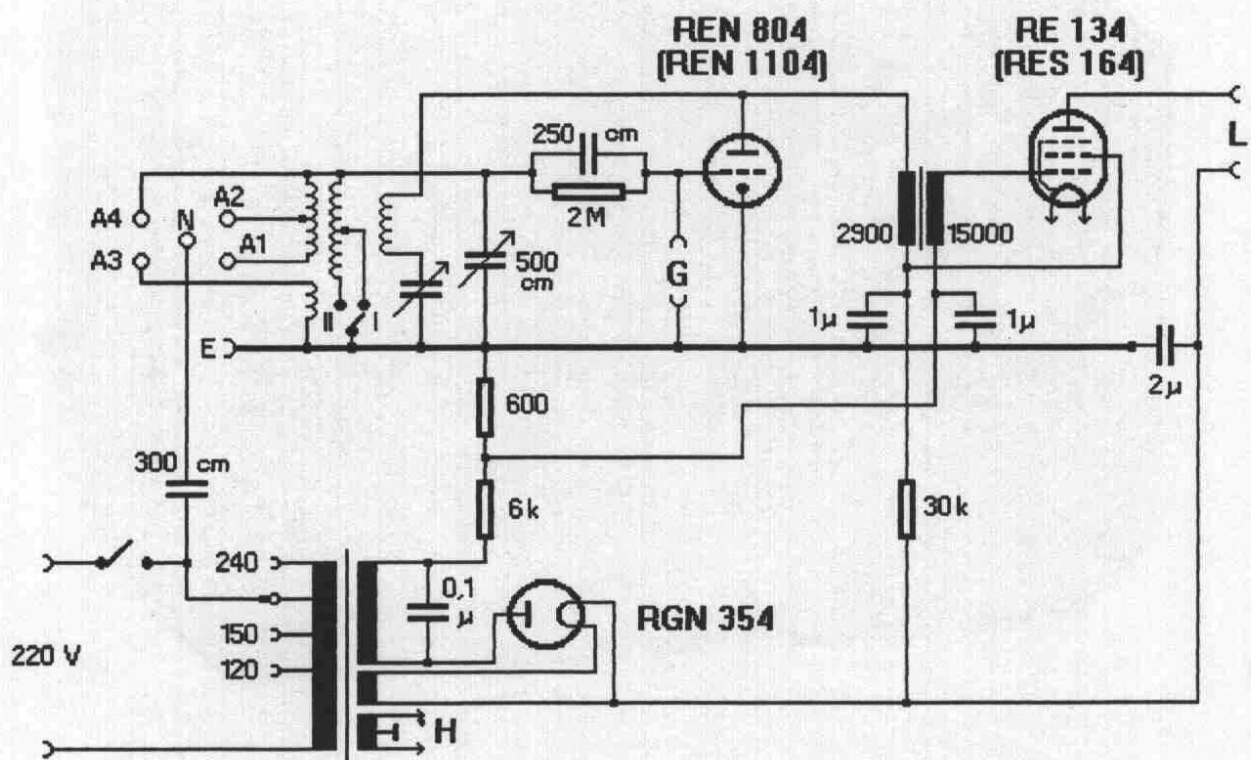 REN 804
(REN 1104)
RE 134
(RES 164)
L
250 cm
2M
A4
N
A2
A3
A1
500
cm
G
2900
15000
II
I
1µ
1µ
E
2µ
600
300 cm
6k
30k
240
0,1
µ
RGN 354
150
220 V
120
H